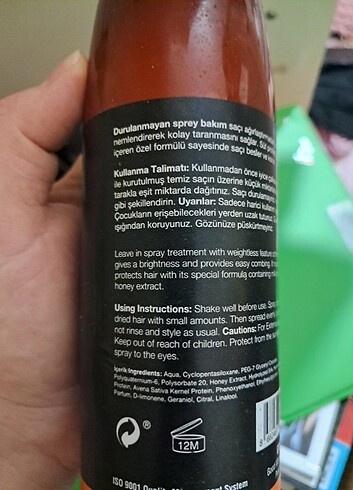 Durulanmayan sprey bakım saçı
nemlendirerek kolay taranmasını sağlar.
içeren özel formülü sayesinde saçı besler ve
Kullanma Talimatı: Kullanmadan önce iyice
ile kurutulmuş temiz saçın üzerine küçük
tarakla eşit miktarda dağıtınız. Saçı durulamayınız
gibi şekillendirin. Uyarılar: Sadece harici kullanım
Çocukların erişebilecekleri yerden uzak tutunuz.
ışığından koruyunuz. Gözünüze püskürtmeyiniz.
Leave in spray treatment with weightless feature
gives a brightness and provides easy combing.
protects hair with its special formula containing
honey extract.
Using Instructions: Shake well before use.
dried hair with small amounts. Then spread
not rinse and style as usual. Cautions: For
Keep out of reach of children. Protect from the
spray to the eyes.
İçerik/Ingredients: Aqua, Cyclopentasiloxane, PEG-7 Glyceryl
Polyquaternium-6, Polysorbate 20, Honey Extract,
Protein, Avena Sativa Kernel Protein, Phenoxyethanol,
Parfum, D-limonene, Geraniol, Citral, Linalool.
12M
ISO 9001 System